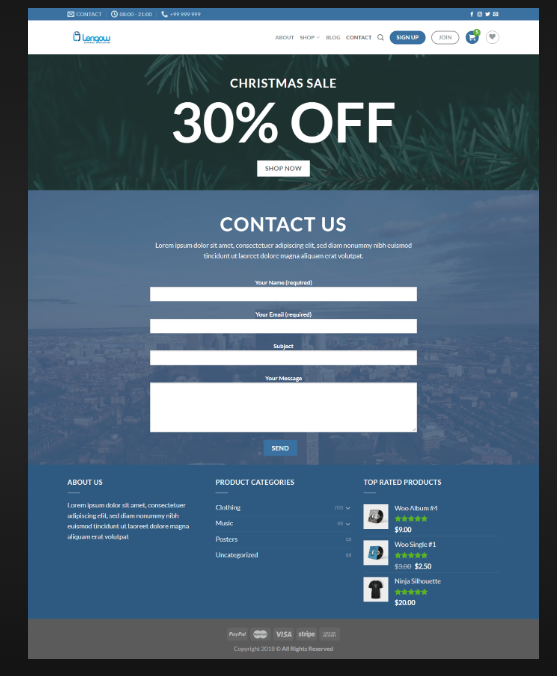 CONTACT
08:00 - 21:00
+99 999 999
Lengow
ABOUT
SHOP
BLOG
CONTACT
SIGN UP
JOIN
CHRISTMAS SALE
30% OFF
SHOP NOW
CONTACT US
Lorem ipsum dolor sit amet, consectetuer adipiscing elit, sed diam nonummy nibh euismod
tincidunt ut laoreet dolore magna aliquam erat volutpat.
Your Name (required)
Your Email (required)
Subject
Your Message
SEND
ABOUT US
Lorem ipsum dolor sit amet, consectetuer
adipiscing elit, sed diam nonummy nibh
euismod tincidunt ut laoreet dolore magna
aliquam erat volutpat
PRODUCT CATEGORIES
Clothing
Music
Posters
Uncategorized
TOP RATED PRODUCTS
Woo Album #4
$9.00
Woo Single #1
$3.00 $2.50
Ninja Silhouette
$20.00
PayPal
VISA
stripe
Copyright 2018 © All Rights Reserved